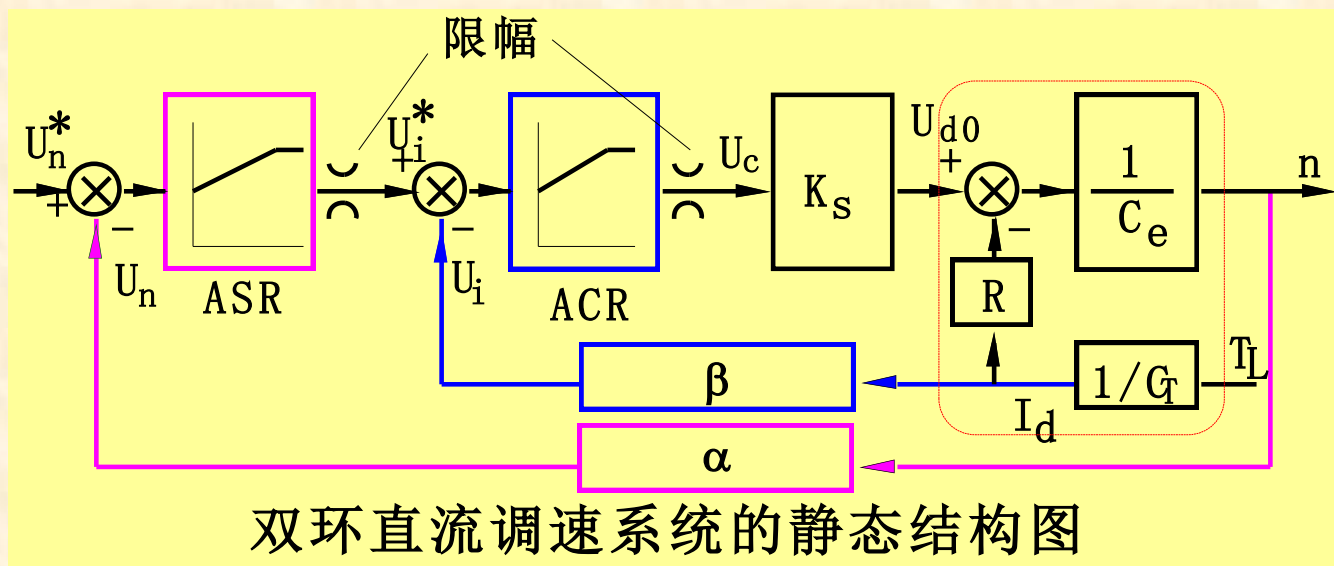 限幅
U*n
+
−
Un
ASR
U*i
+
−
Ui
ACR
Uc
Ks
Ud0
+
−
R
1
Ce
n
β
Id
1/CT
TL
α
双环直流调速系统的静态结构图